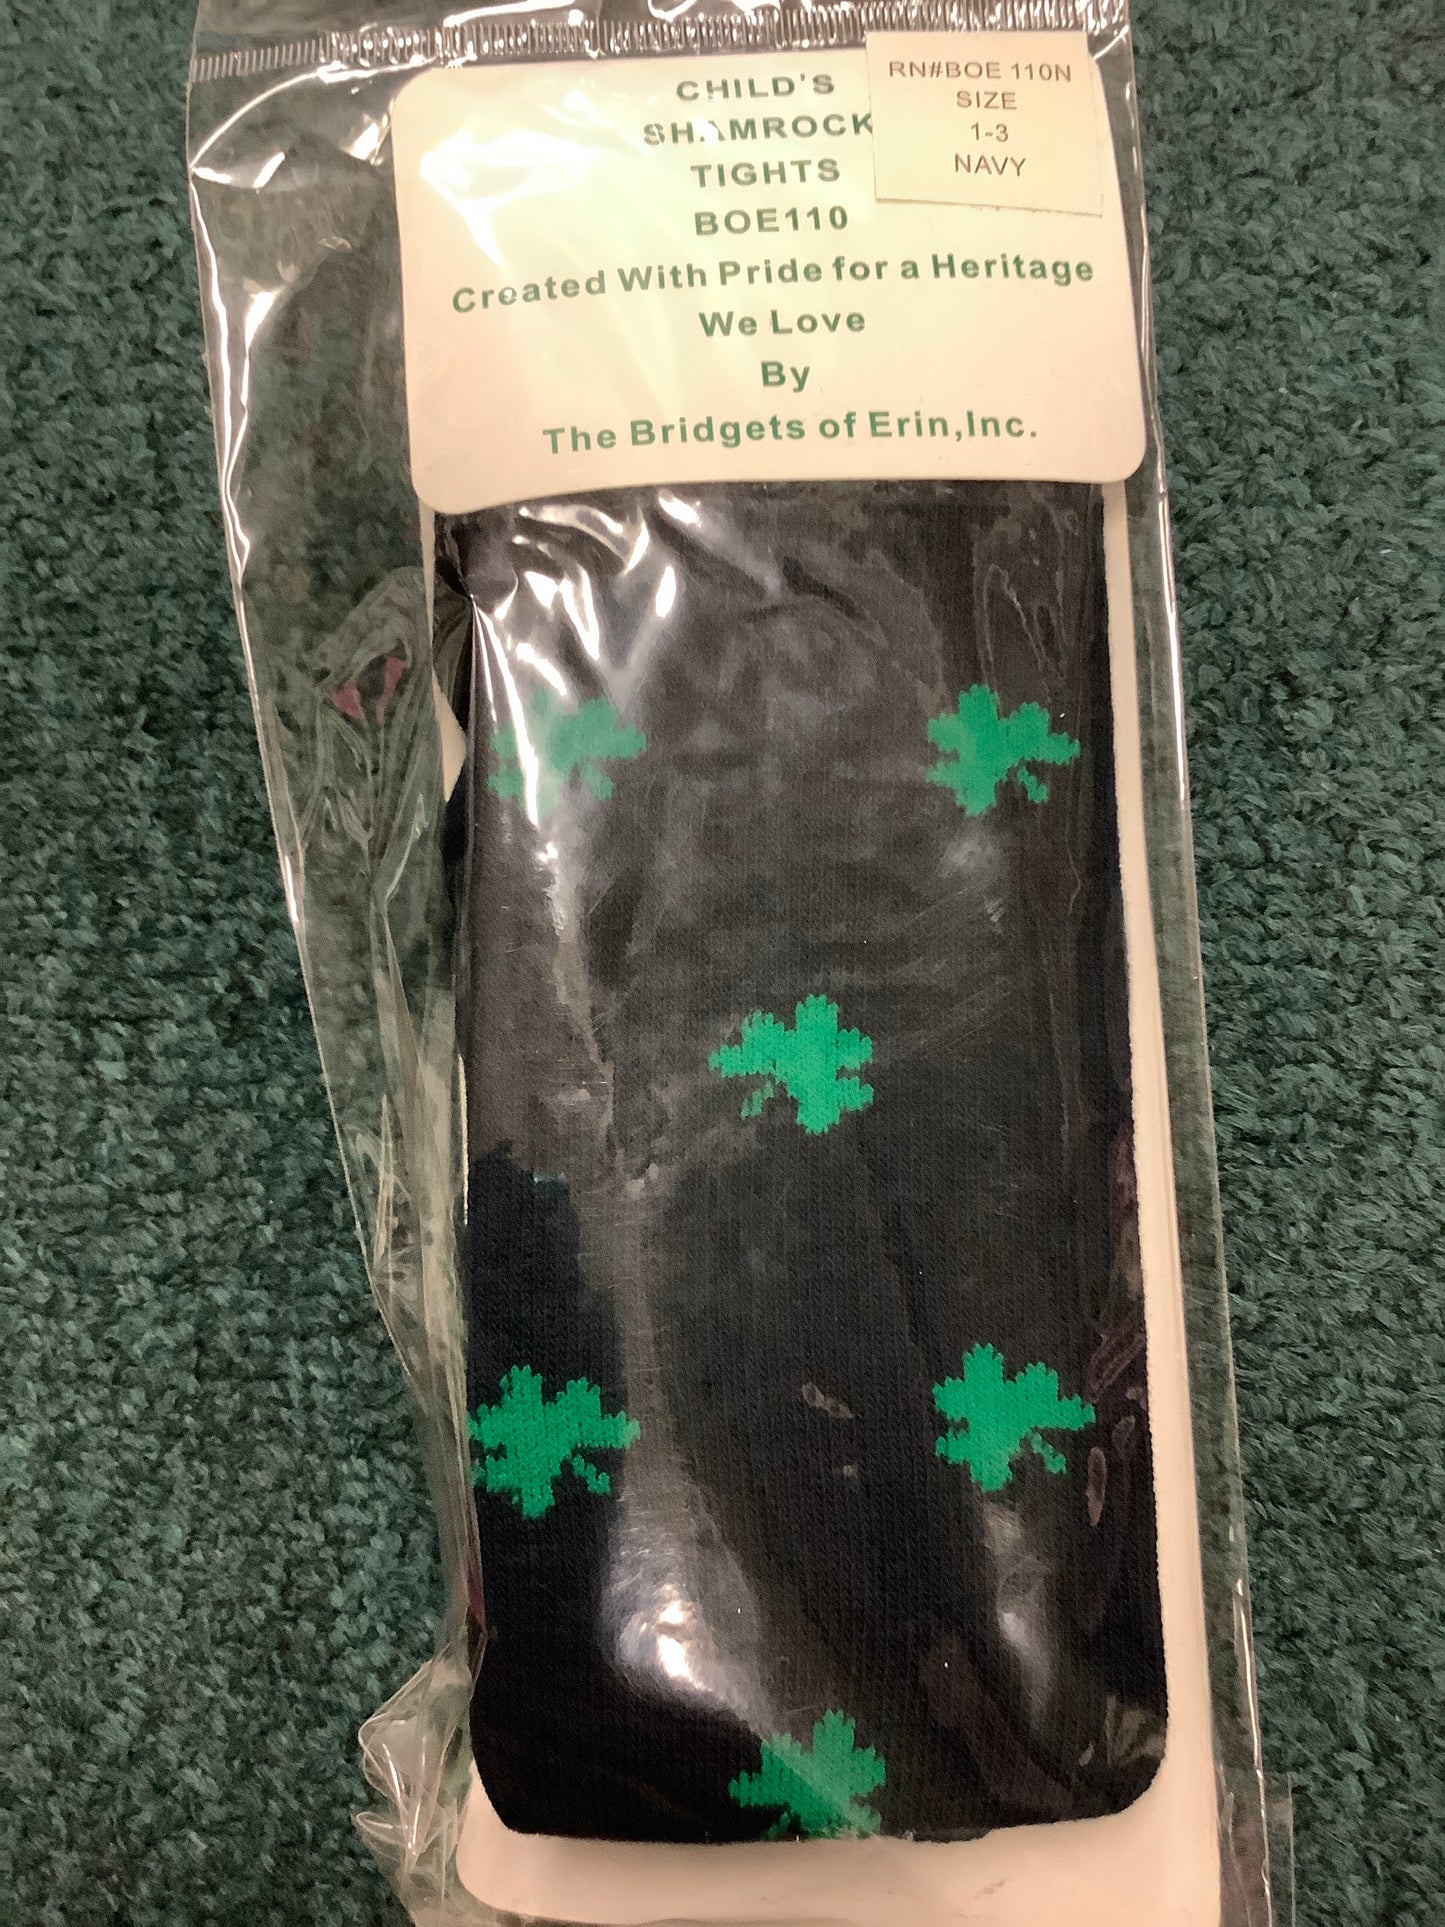 CHILD'S
SHAMROCK
TIGHTS
BOE110
Created With Pride for a Heritage
We Love
By
The Bridgets of Erin,Inc.
RN#BOE 110N
SIZE
1-3
NAVY